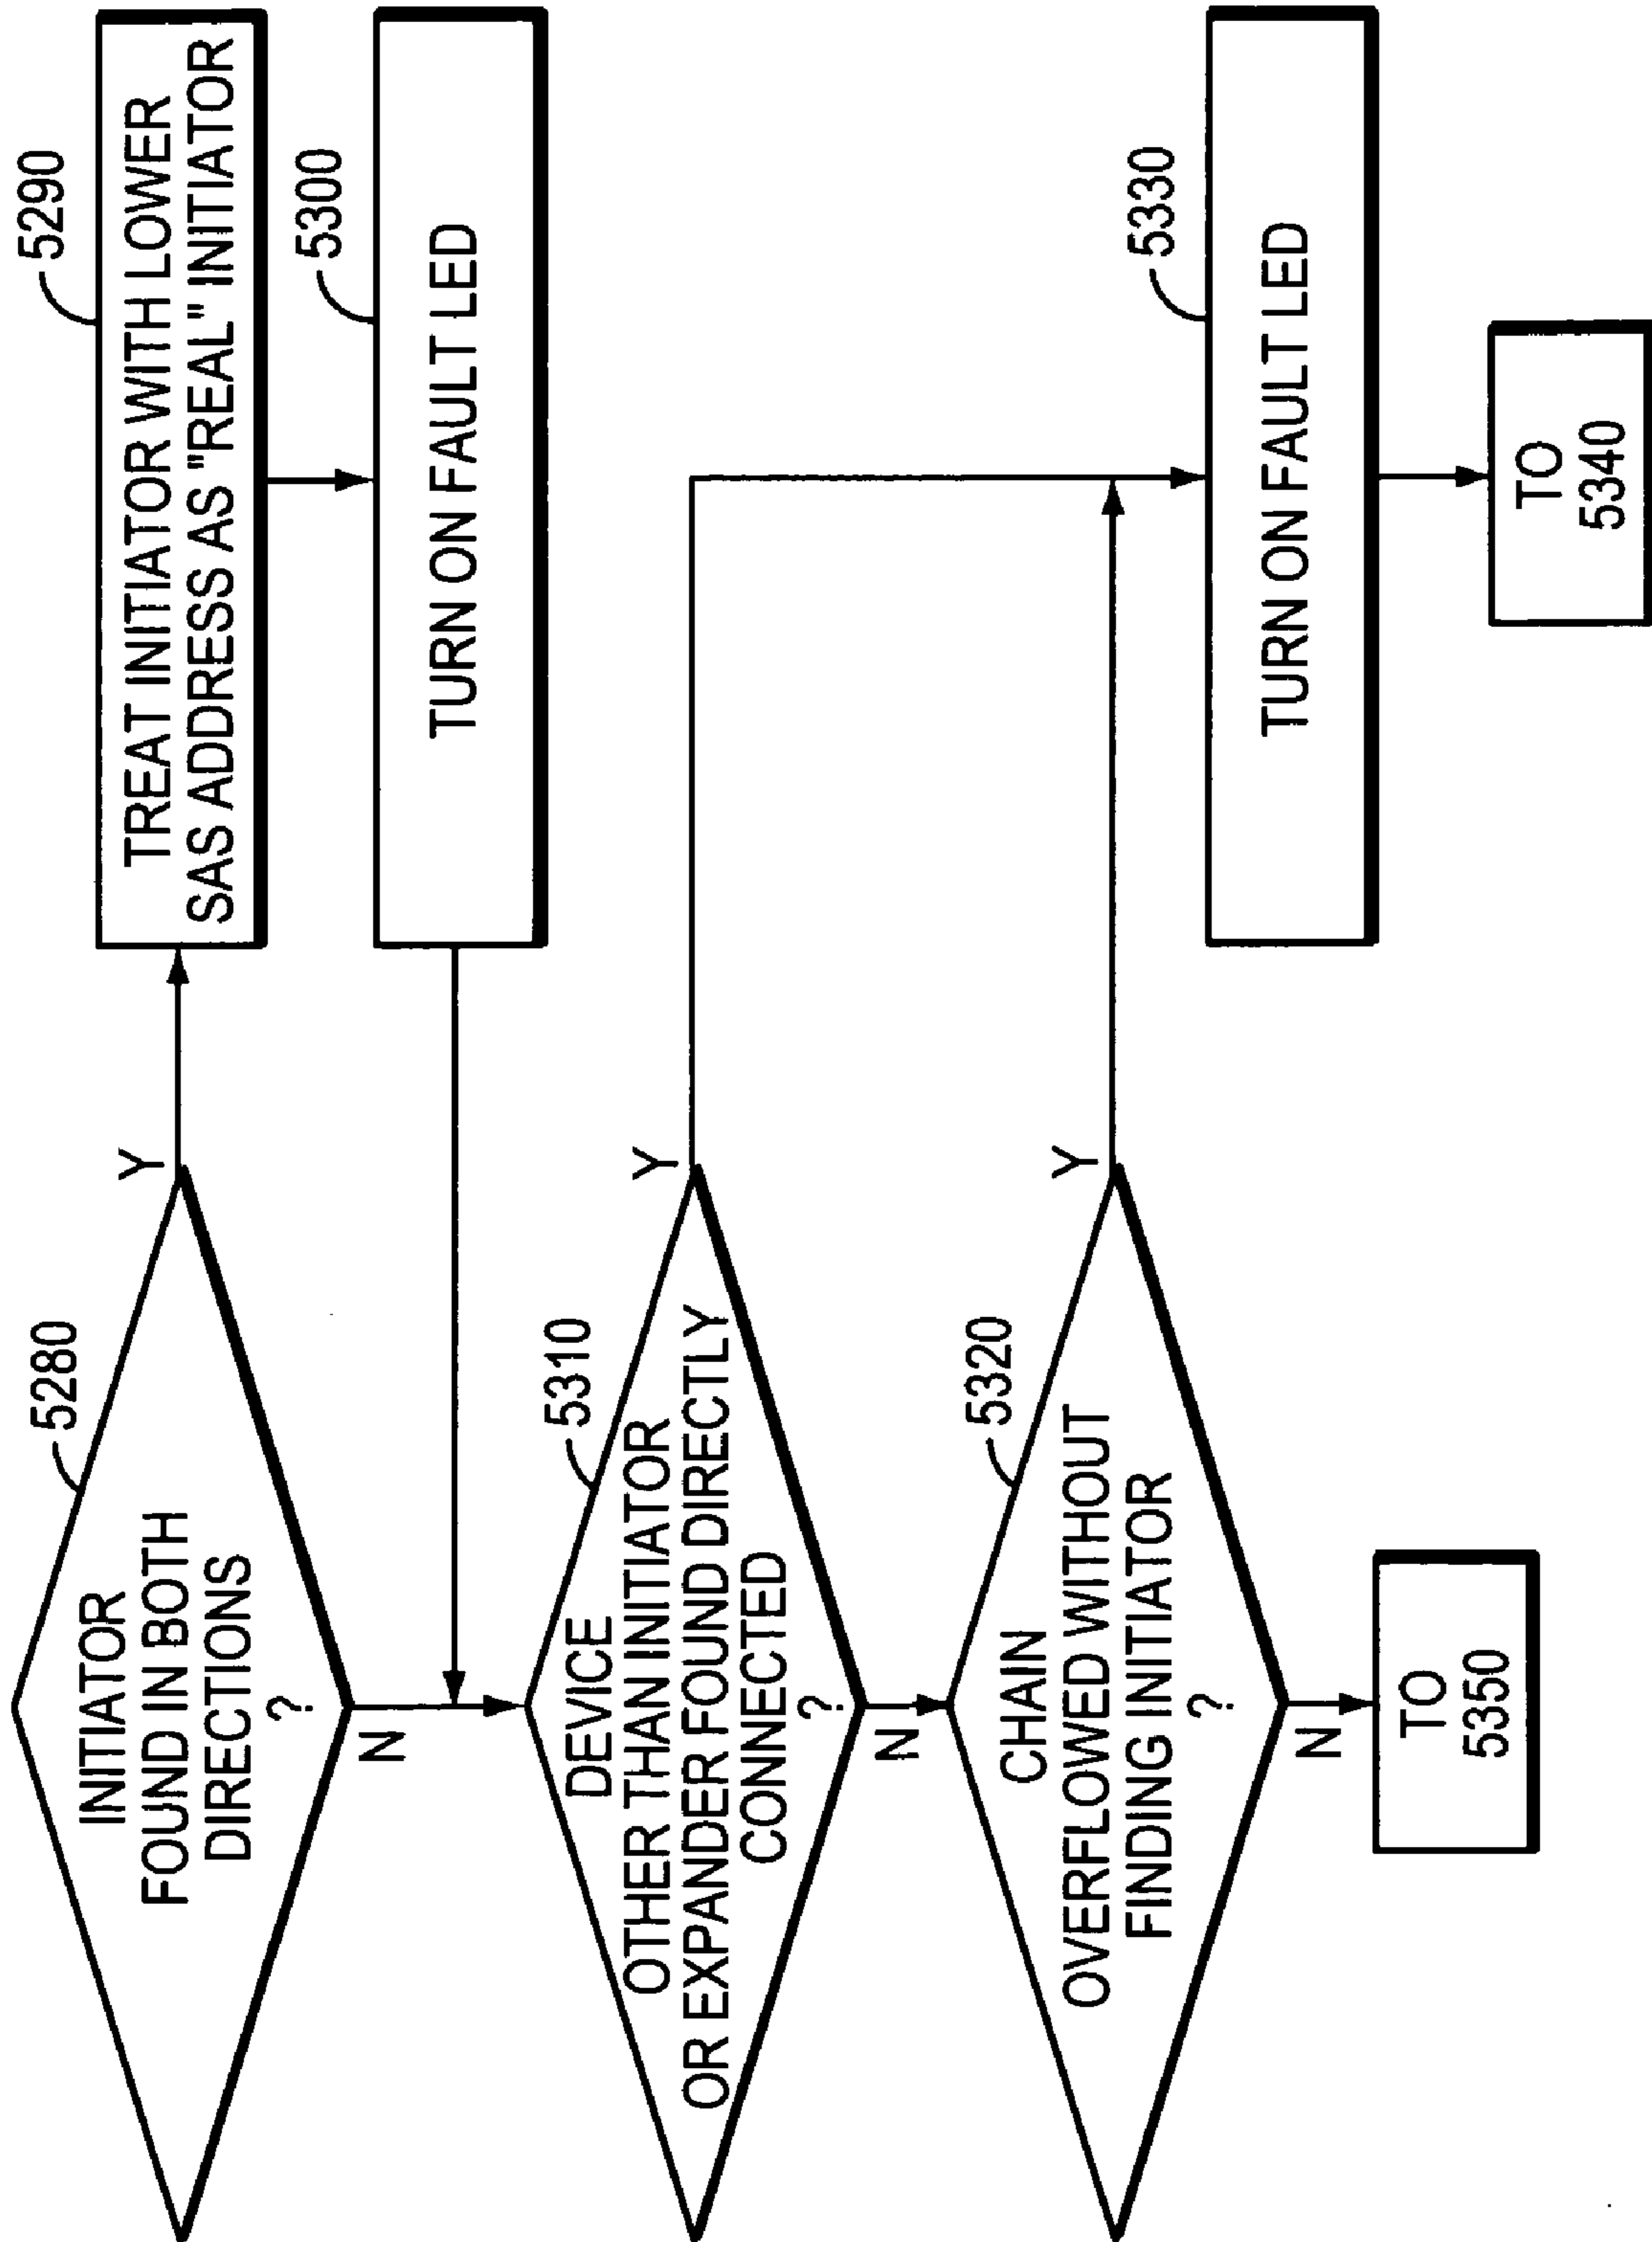 5280
INITIATOR
FOUND IN BOTH
DIRECTIONS
?
Y
N
5290
TREAT INITIATOR WITH LOWER
SAS ADDRESS AS "REAL" INITIATOR
5300
TURN ON FAULT LED
5310
DEVICE
OTHER THAN INITIATOR
OR EXPANDER FOUND DIRECTLY
CONNECTED
?
Y
N
5320
CHAIN
OVERFLOWED WITHOUT
FINDING INITIATOR
?
Y
N
5330
TURN ON FAULT LED
TO
5340
TO
5350